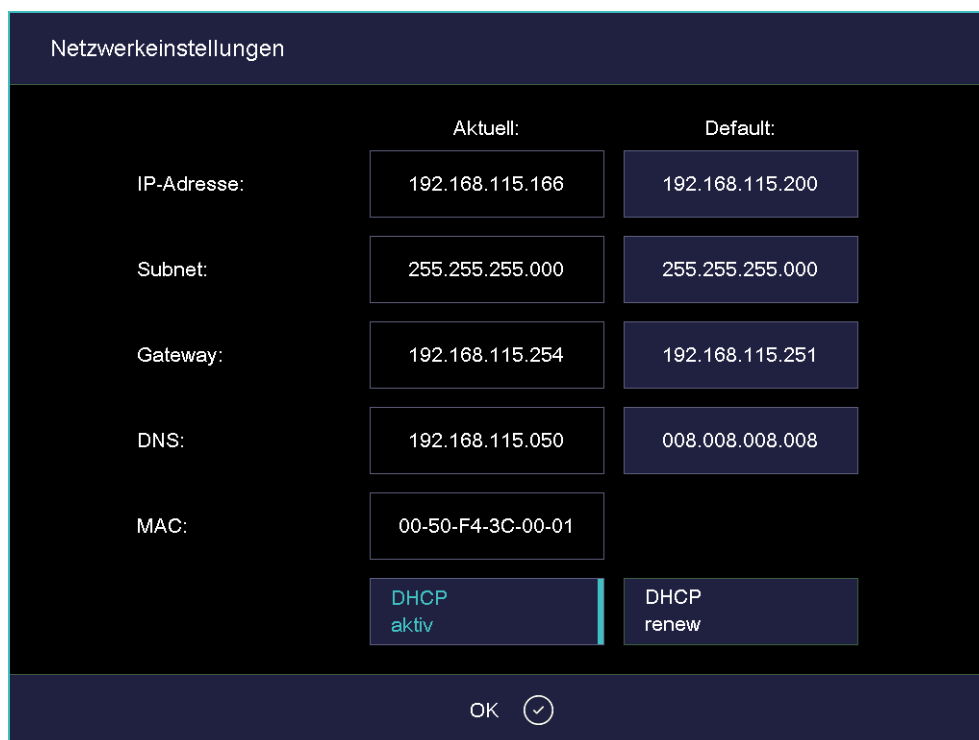 Netzwerkeinstellungen
Aktuell: Default:
IP-Adresse: 192.168.115.166 192.168.115.200
Subnet: 255.255.255.000 255.255.255.000
Gateway: 192.168.115.254 192.168.115.251
DNS: 192.168.115.050 008.008.008.008
MAC: 00-50-F4-3C-00-01
DHCP DHCP
aktiv renew
OK